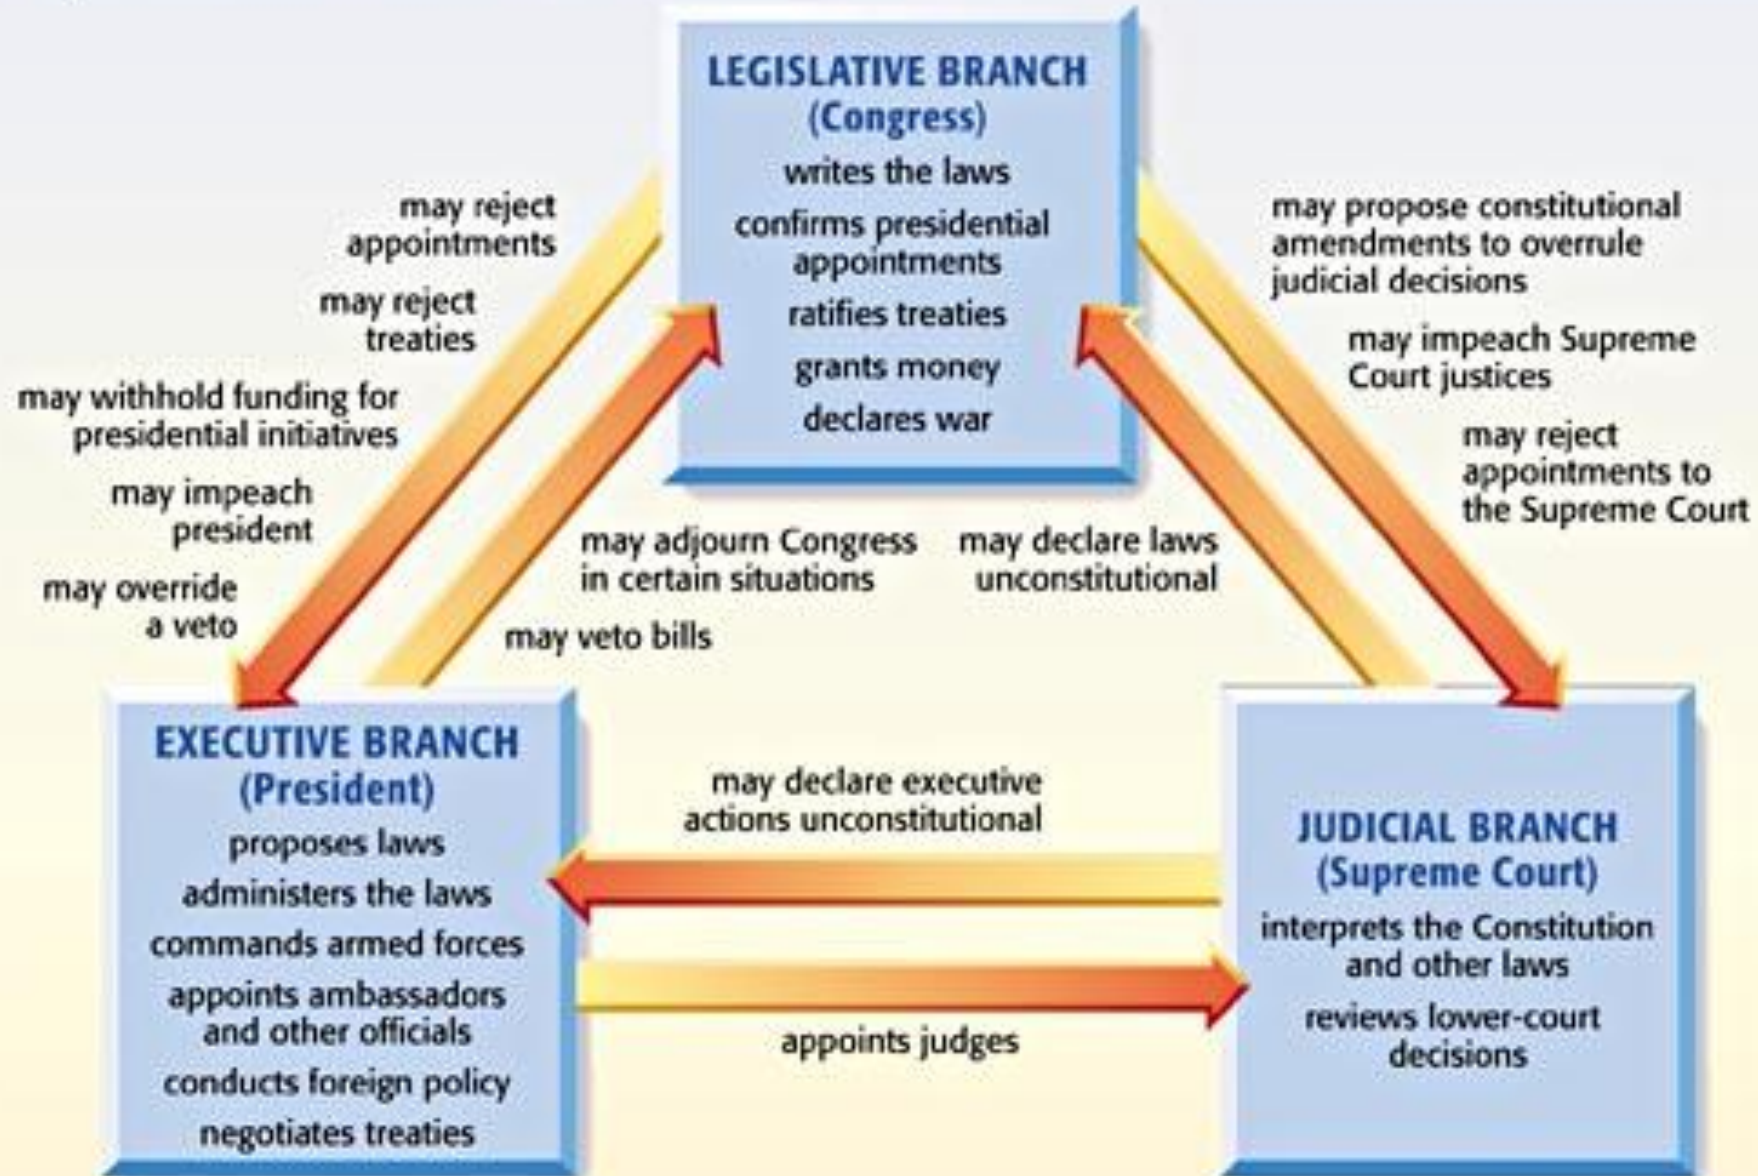 LEGISLATIVE BRANCH
(Congress)
writes the laws
confirms presidential
appointments
ratifies treaties
grants money
declares war
may reject
appointments
may reject
treaties
may withhold funding for
presidential initiatives
may impeach
president
may override
a veto
may adjourn Congress
in certain situations
may veto bills
may propose constitutional
amendments to overrule
judicial decisions
may impeach Supreme
Court justices
may reject
appointments to
the Supreme Court
may declare laws
unconstitutional
EXECUTIVE BRANCH
(President)
proposes laws
administers the laws
commands armed forces
appoints ambassadors
and other officials
conducts foreign policy
negotiates treaties
may declare executive
actions unconstitutional
appoints judges
JUDICIAL BRANCH
(Supreme Court)
interprets the Constitution
and other laws
reviews lower-court
decisions